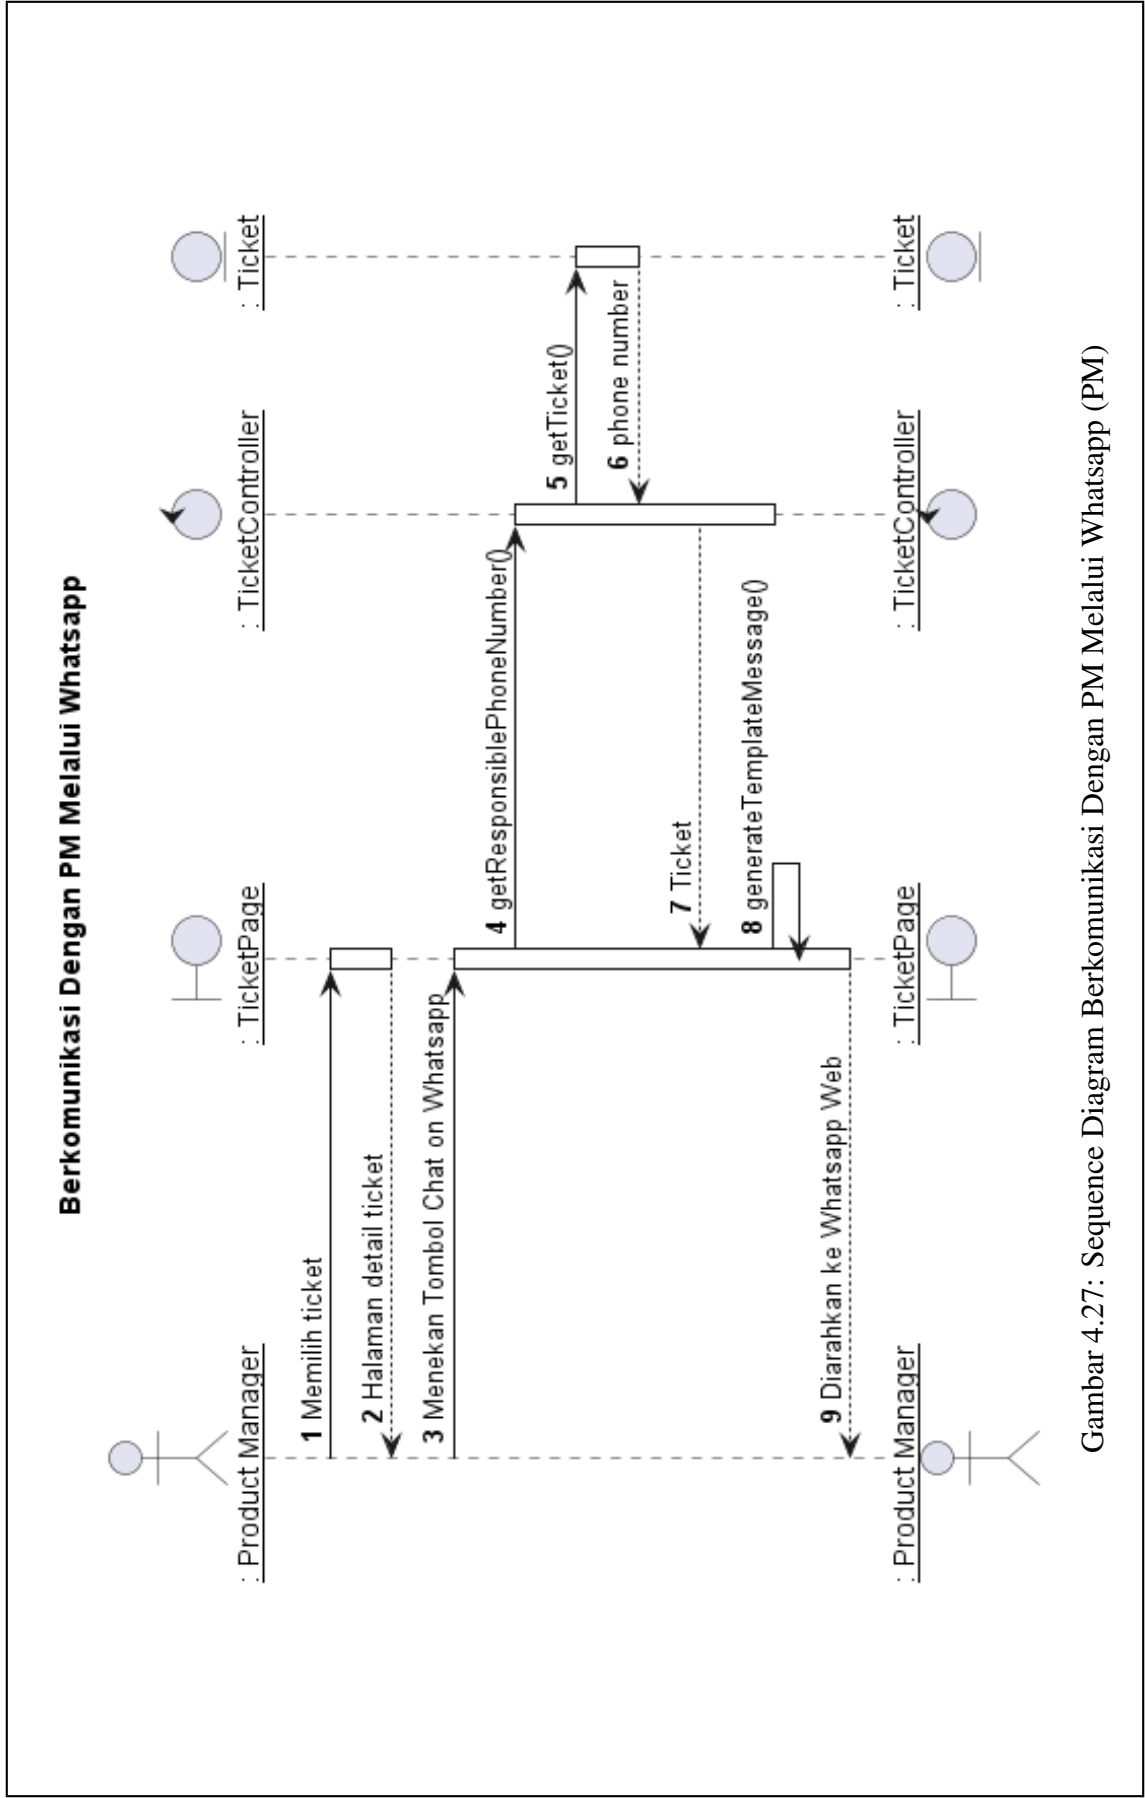 Berkomunikasi Dengan PM Melalui Whatsapp
: Product Manager
: TicketPage
: TicketController
: Ticket
1 Memilih ticket
2 Halaman detail ticket
3 Menekan Tombol Chat on Whatsapp
4 getResponsiblePhoneNumber()
5 getTicket()
6 phone number
7 Ticket
8 generateTemplateMessage()
9 Diarahkan ke Whatsapp Web
: Product Manager
: TicketPage
: TicketController
: Ticket
Gambar 4.27: Sequence Diagram Berkomunikasi Dengan PM Melalui Whatsapp (PM)